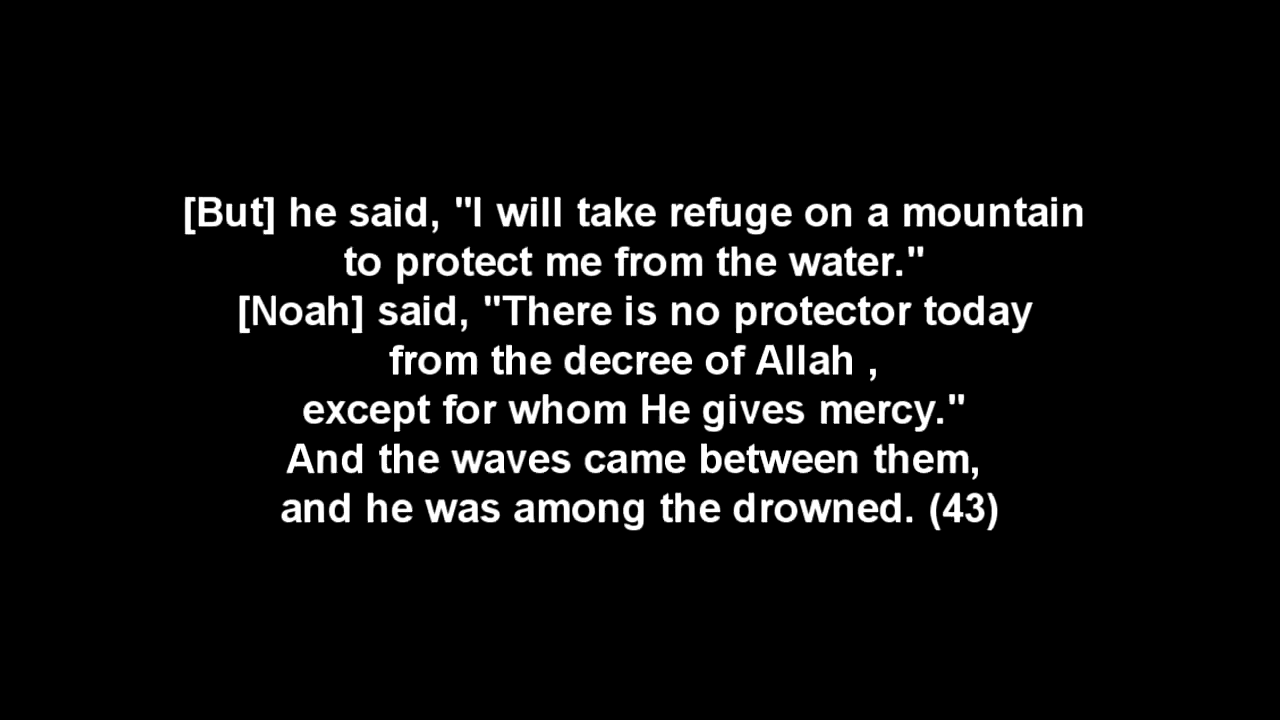 [But] he said, "I will take refuge on a mountain
to protect me from the water."
[Noah] said, "There is no protector today
from the decree of Allah ,
except for whom He gives mercy."
And the waves came between them,
and he was among the drowned. (43)